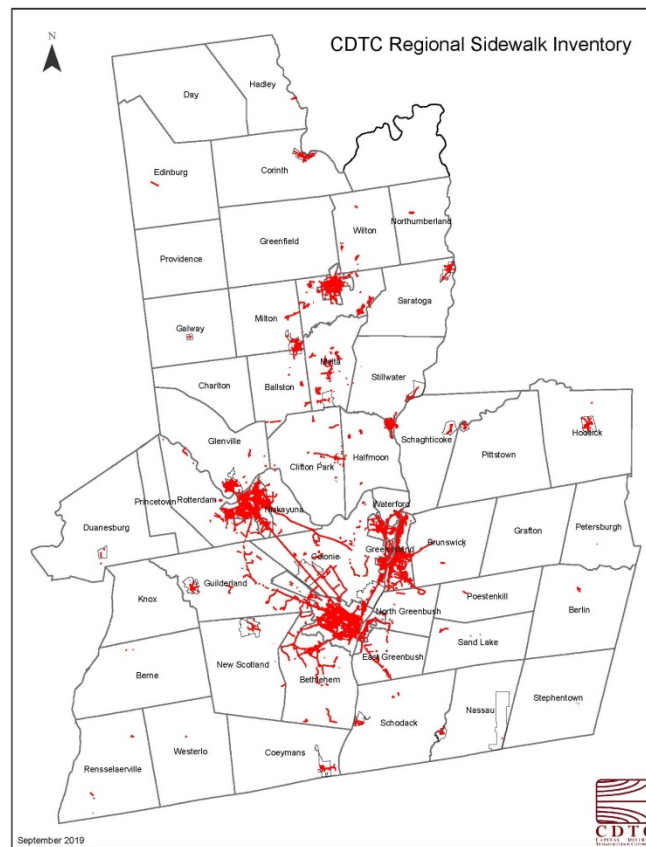 CDTC Regional Sidewalk Inventory
N
Day
Hadley
Edinburg
Corinth
Greenfield
Wilton
Northumberland
Providence
Galway
Milton
Saratoga
Charlton
Ballston
Malta
Stillwater
Glenville
Clifton Park
Halfmoon
Schaghticoke
Pittstown
Hoosick
Princetown
Rotterdam
Niskayuna
Waterford
Duanesburg
Colonie
Green Island
Brunswick
Grafton
Petersburgh
Knox
Guilderland
North Greenbush
Poestenkill
Berlin
Berne
New Scotland
Bethlehem
East Greenbush
Sand Lake
Rensselaerville
Westerlo
Coeymans
Schodack
Nassau
Stephentown
September 2019
CDTC